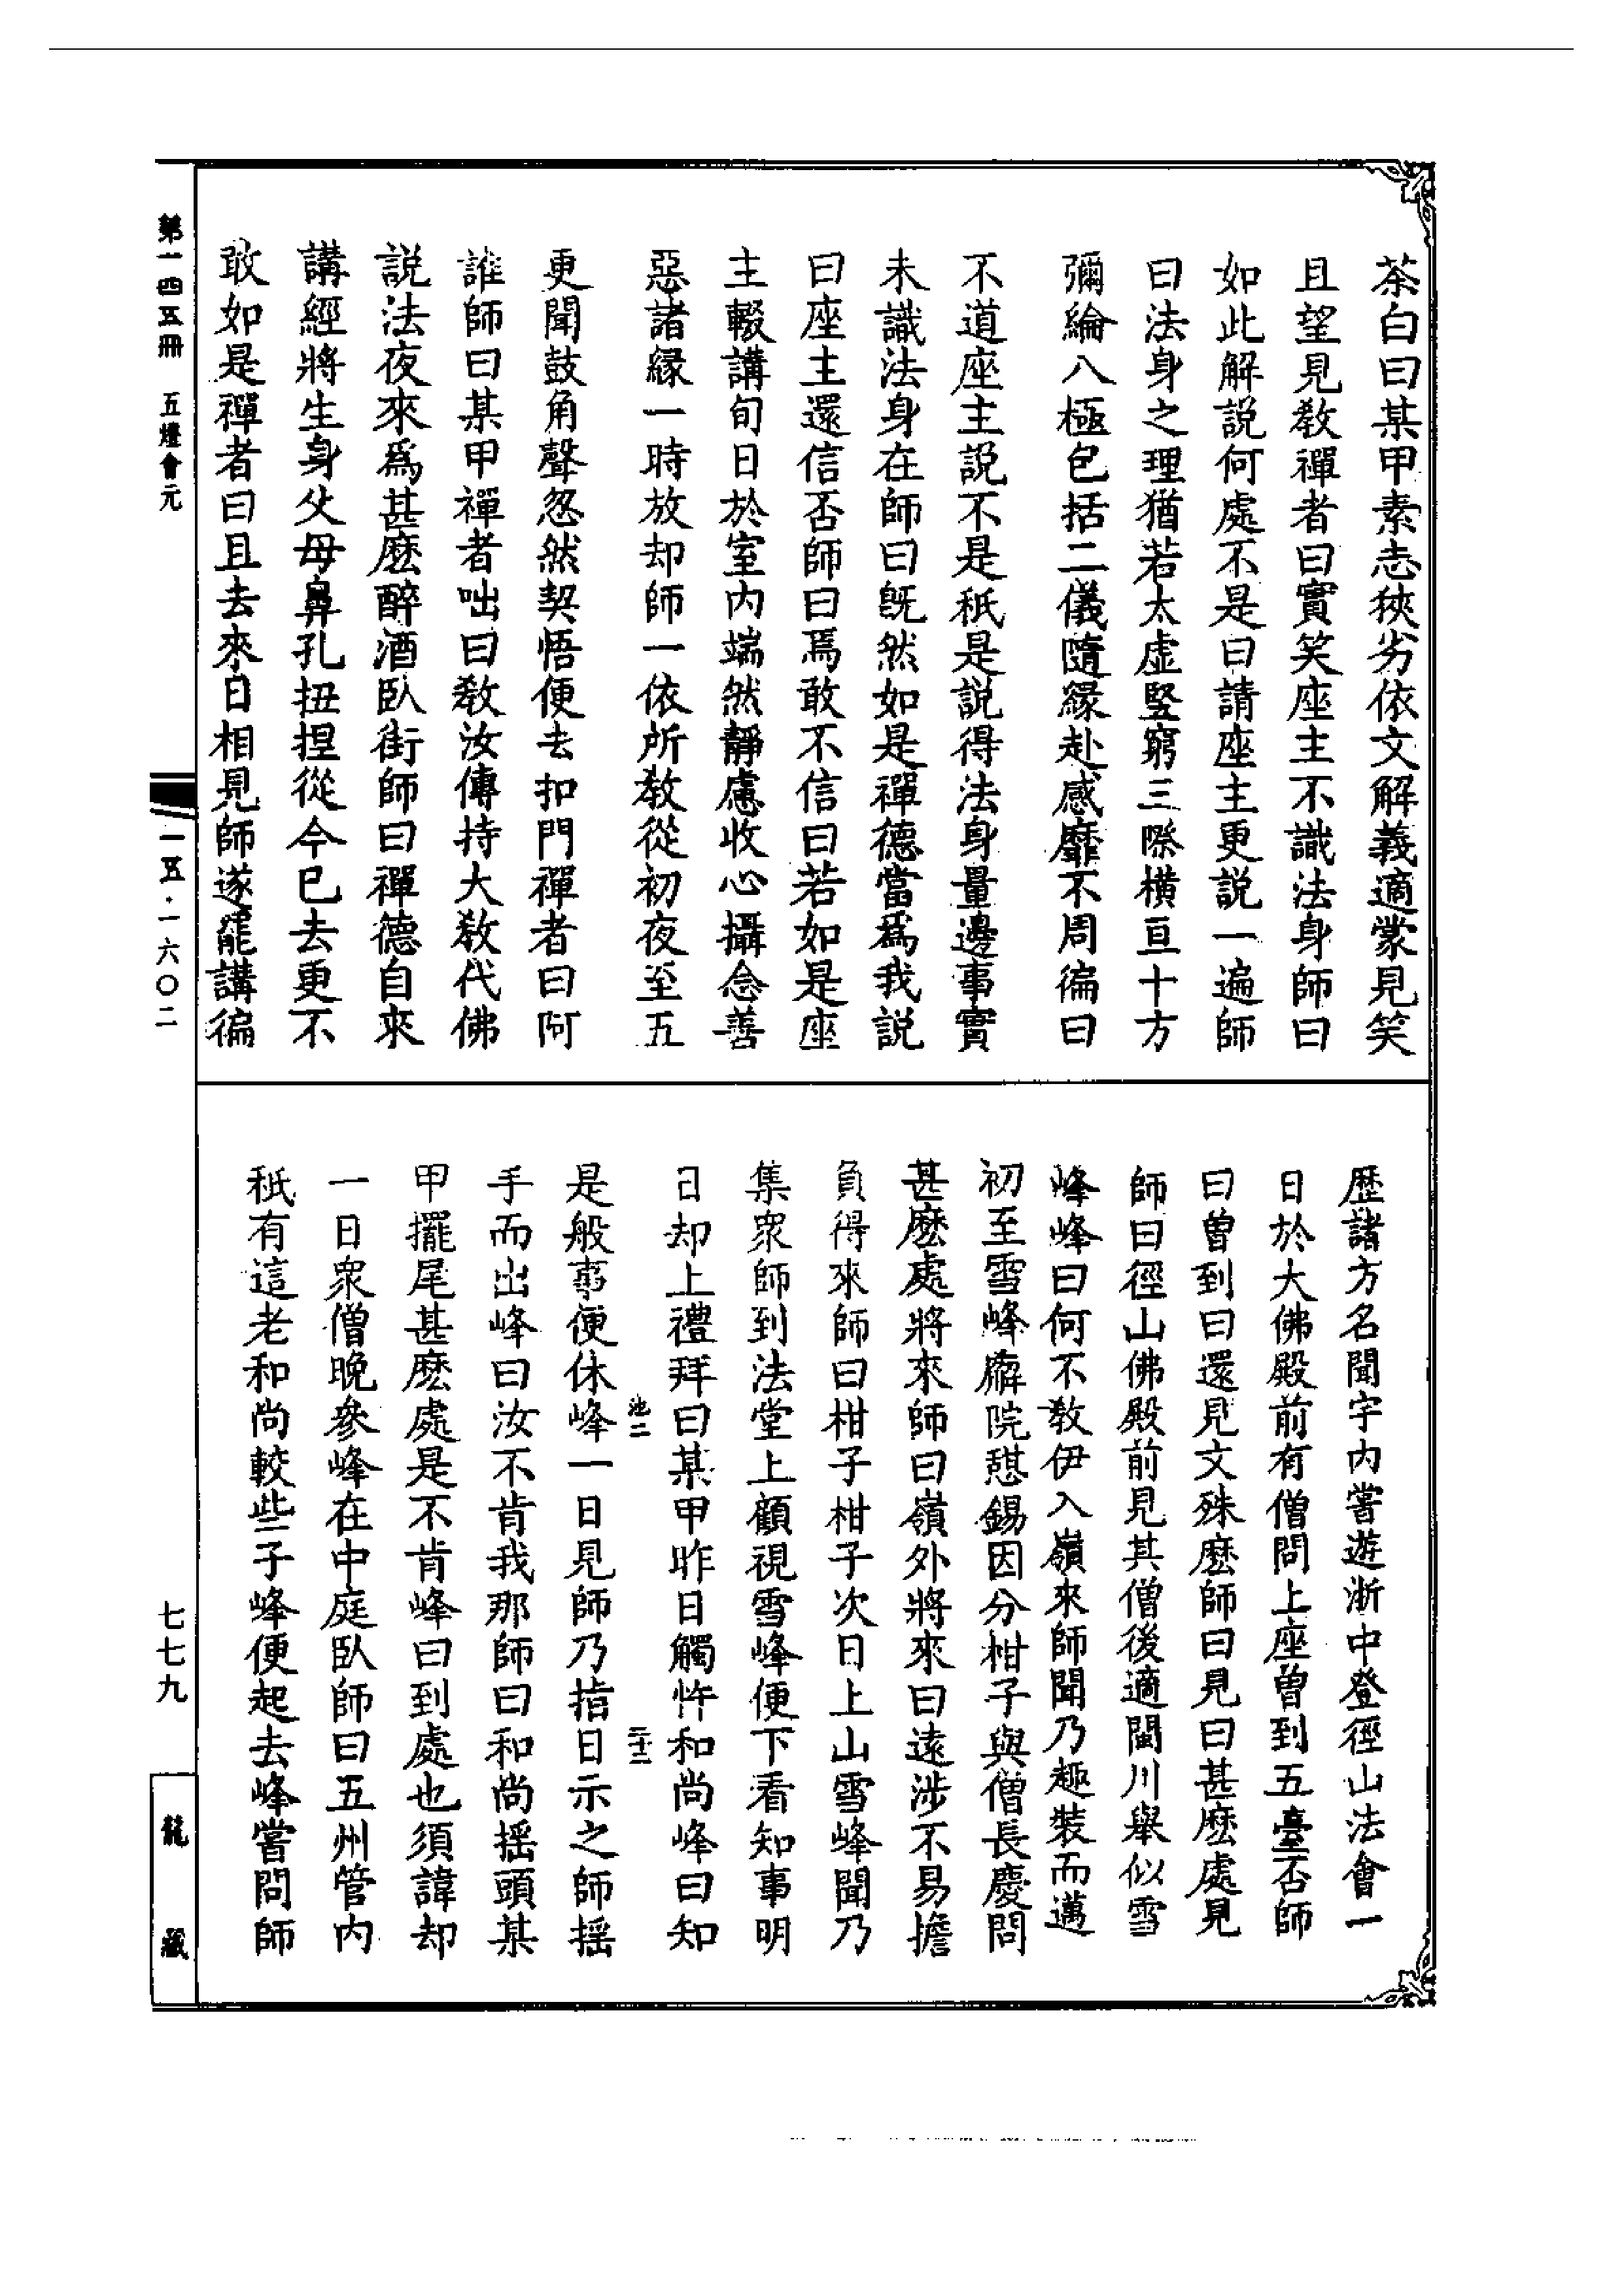 茶白曰某甲素志狹劣依文解義適蒙見笑
且望見教禪者曰實笑座主不識法身師曰
如此解説何處不是曰請座主更説一遍師
曰法身之理猶若太虚竪窮三際橫亘十方
彌綸八極包括二儀隨緣赴感靡不周徧曰
不道座主説不是秖是説得法身量邊事實
未識法身在師曰既然如是禪德當爲我説
曰座主還信否師曰焉敢不信曰若如是座
主輟講旬日於室内端然靜慮收心攝念善
惡諸緣一時放却師一依所教從初夜至五
更聞鼓角聲忽然契悟便去扣門禪者曰阿
誰師曰某甲禪者咄曰教汝傳持大教代佛
説法夜來爲甚麽醉酒臥街師曰禪德自來
講經將生身父母鼻孔扭捏從今已去更不
敢如是禪者曰且去來日相見師遂罷講徧
歷諸方名聞宇内嘗遊浙中登徑山法會一
日於大佛殿前有僧問上座曾到五臺否師
曰曾到曰還見文殊麽師曰見曰甚麽處見
師曰徑山佛殿前見其僧後適閩川舉似雪
峰峰曰何不教伊入嶺來師聞乃趣裝而邁
初至雪峰廨院憩錫因分柑子與僧長慶問
甚麽處將來師曰嶺外將來曰遠涉不易擔
負得來師曰柑子柑子次日上山雪峰聞乃
集衆師到法堂上顧視雪峰便下看知事明
日却上禮拜曰某甲昨日觸忤和尚峰曰知
池二 二十二
是般事便休峰一日見師乃指日示之師摇
手而出峰曰汝不肯我那師曰和尚摇頭某
甲擺尾甚麽處是不肯峰曰到處也須諱却
一日衆僧晚參峰在中庭臥師曰五州管内
秖有這老和尚較些子峰便起去峰嘗問師
第一四五冊 五燈會元
一五·一六〇二
七七九
龍藏